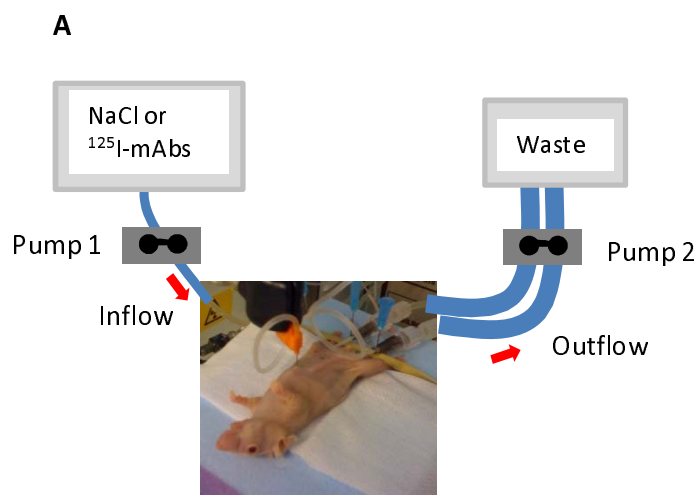 A
NaCl or
¹²⁵I-mAbs
Waste
Pump 1
Pump 2
Inflow
Outflow